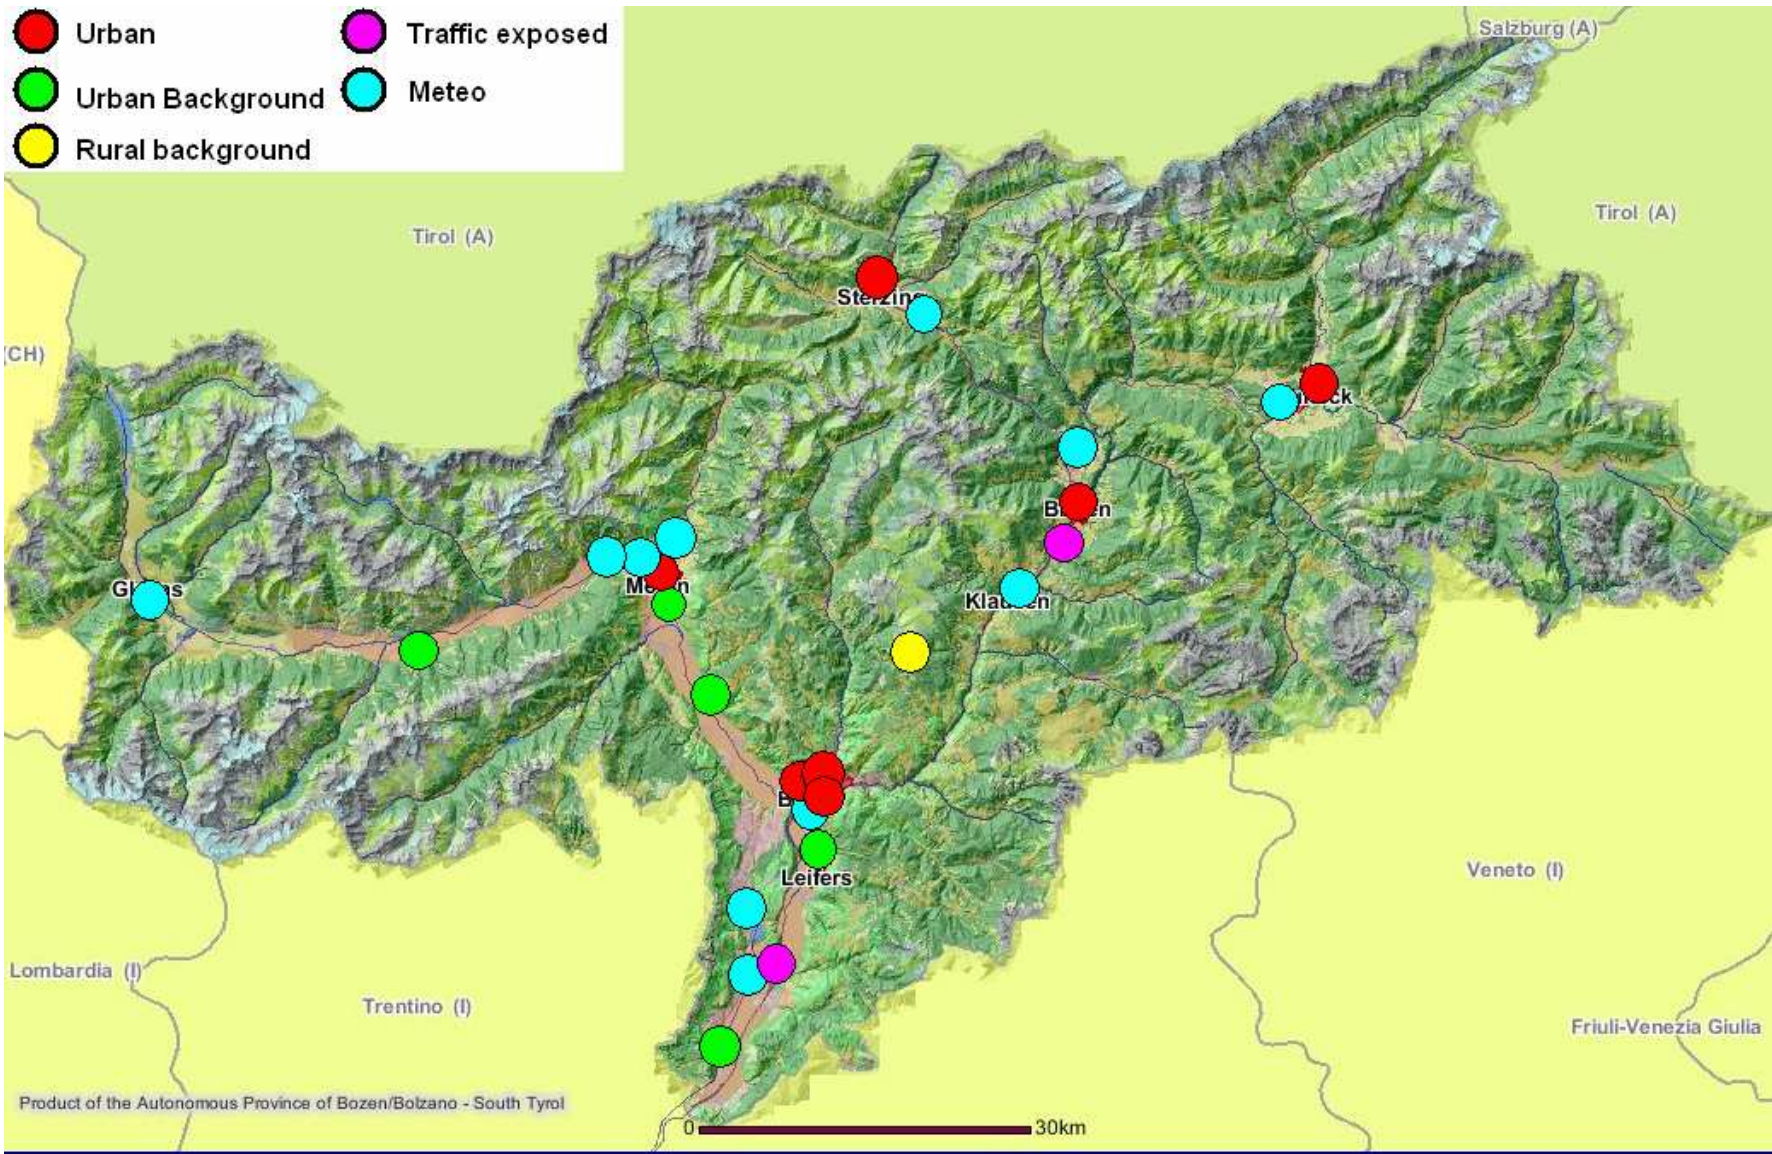 Urban
Traffic exposed
Urban Background
Meteo
Rural background
Salzburg (A)
Tirol (A)
Tirol (A)
(CH)
Klausen
Leifers
Veneto (I)
Lombardia (I)
Trentino (I)
Friuli-Venezia Giulia
Product of the Autonomous Province of Bozen/Bolzano - South Tyrol
0
30km